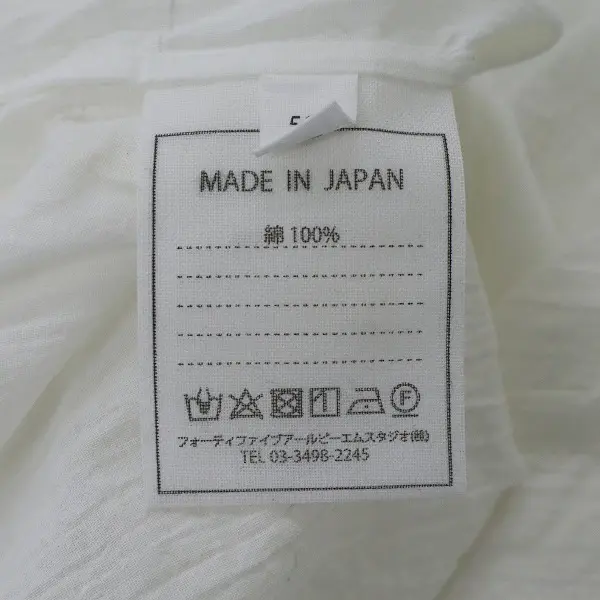 MADE IN JAPAN
綿 100%
F
フォーティファイブアールピーエムスタジオ㈱
TEL 03-3498-2245